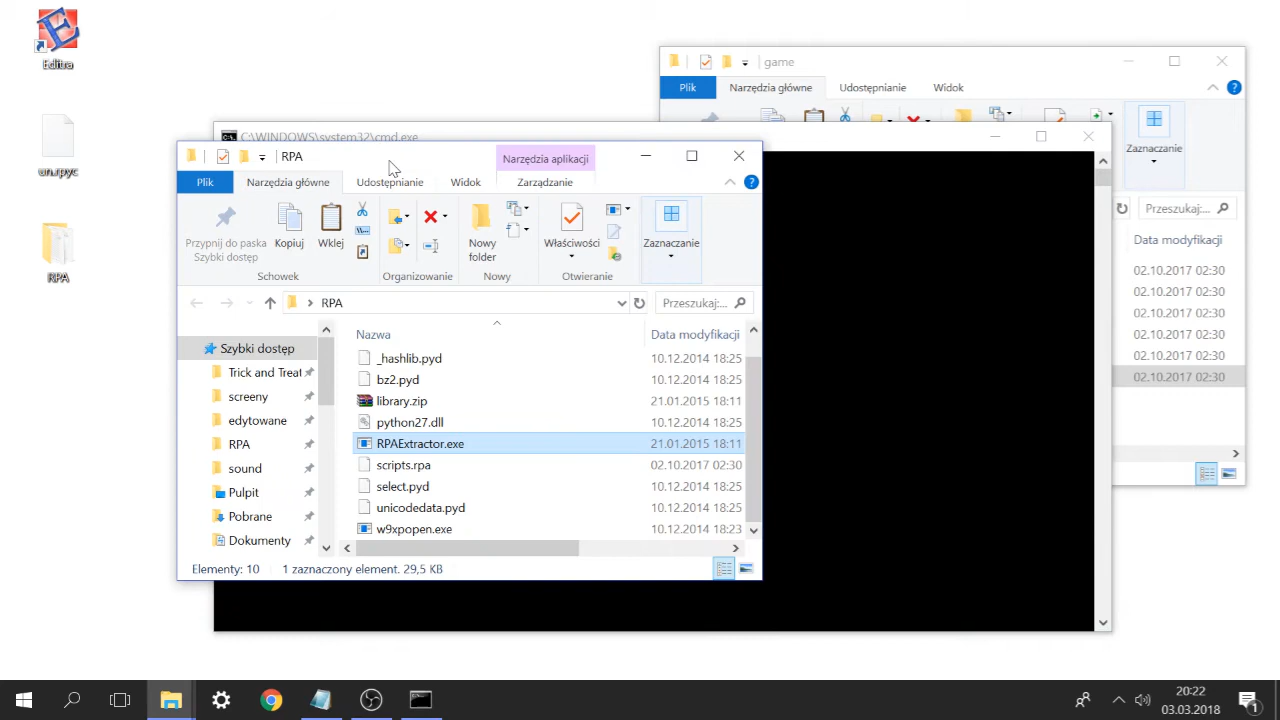 Editra
un.rpyc
RPA
game
Plik
Narzędzia główne
Udostępnianie
Widok
Zaznaczanie
Przeszukaj:...
Data modyfikacji
02.10.2017 02:30
02.10.2017 02:30
02.10.2017 02:30
02.10.2017 02:30
02.10.2017 02:30
02.10.2017 02:30
C:\WINDOWS\system32\cmd.exe
RPA
Narzędzia aplikacji
Plik
Narzędzia główne
Udostępnianie
Widok
Zarządzanie
Przypnij do paska
Szybki dostęp
Kopiuj
Wklej
Nowy
folder
Właściwości
Zaznaczanie
Schowek
Organizowanie
Nowy
Otwieranie
RPA
Przeszukaj:...
Nazwa
Data modyfikacji
Szybki dostęp
Trick and Treat
screeny
edytowane
RPA
sound
Pulpit
Pobrane
Dokumenty
_hashlib.pyd 10.12.2014 18:25
bz2.pyd 10.12.2014 18:25
library.zip 21.01.2015 18:11
python27.dll 10.12.2014 18:25
RPAExtractor.exe 21.01.2015 18:11
scripts.rpa 02.10.2017 02:30
select.pyd 10.12.2014 18:25
unicodedata.pyd 10.12.2014 18:25
w9xpopen.exe 10.12.2014 18:23
Elementy: 10 1 zaznaczony element. 29,5 KB
20:22
03.03.2018
1